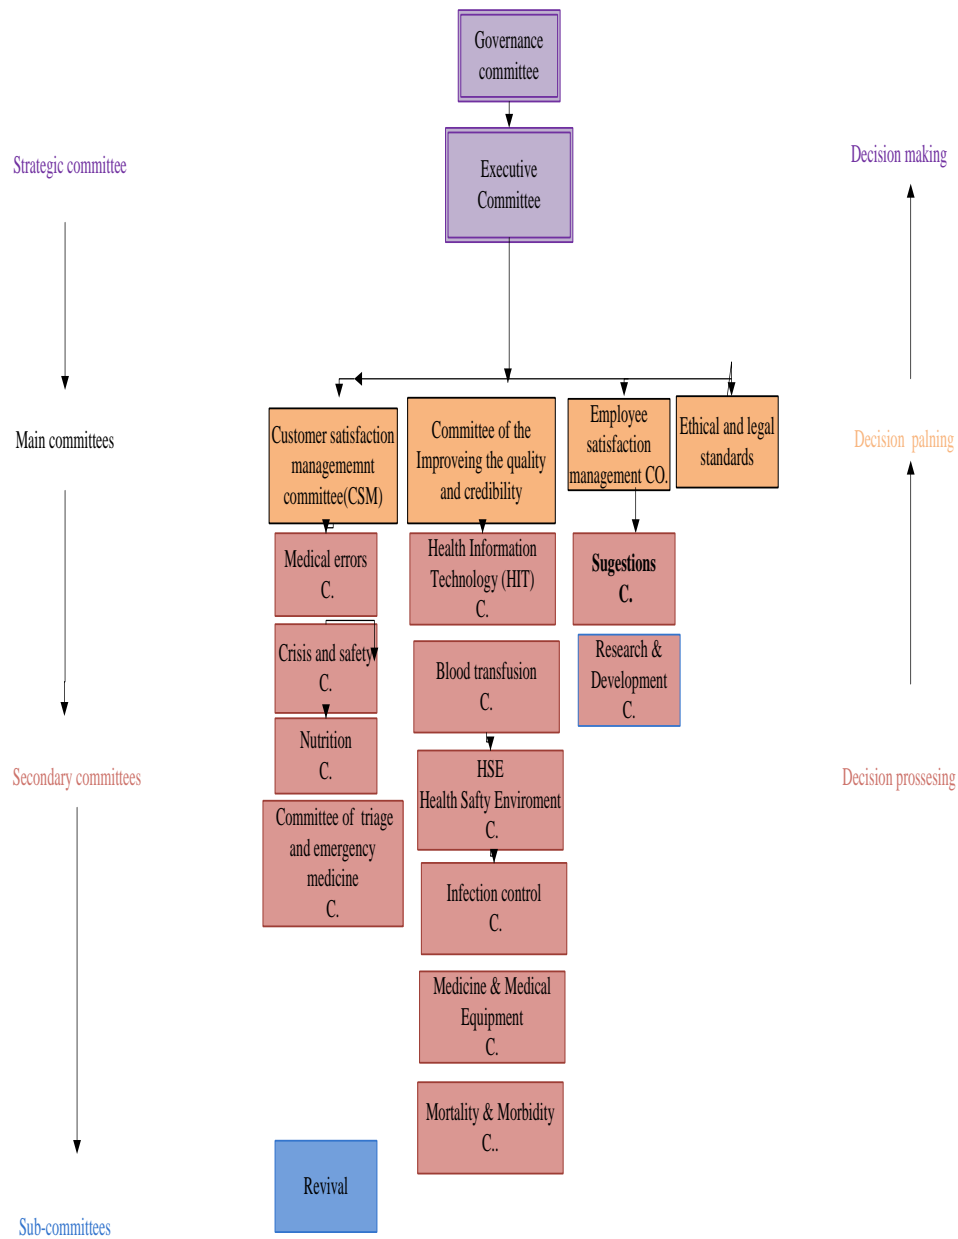 Governance
committee
Strategic committee
Executive
Committee
Decision making
Main committees
Customer satisfaction
managememnt
committee(CSM)
Committee of the
Improveing the quality
and credibility
Employee
satisfaction
management CO.
Ethical and legal
standards
Decision palning
Medical errors
C.
Health Information
Technology (HIT)
C.
Sugestions
C.
Crisis and safety
C.
Blood transfusion
C.
Research &
Development
C.
Nutrition
C.
HSE
Health Safty Enviroment
C.
Secondary committees
Decision prossesing
Committee of triage
and emergency
medicine
C.
Infection control
C.
Medicine & Medical
Equipment
C.
Mortality & Morbidity
C..
Revival
Sub-committees